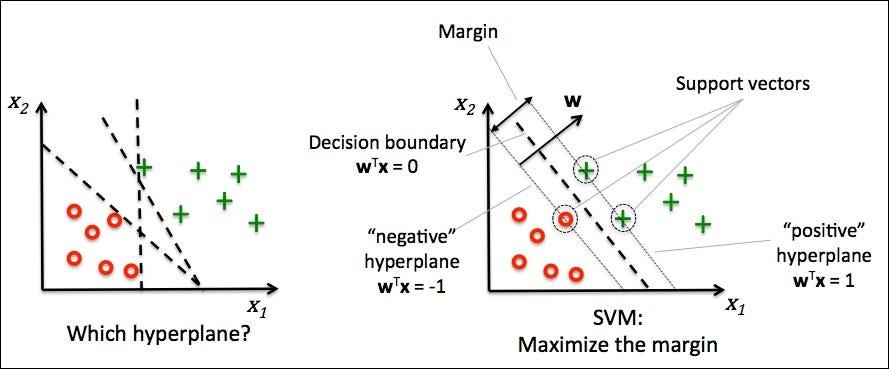 x₂
x₁
Which hyperplane?
Margin
x₂
w
Support vectors
Decision boundary
wᵀx = 0
“negative”
hyperplane
wᵀx = -1
“positive”
hyperplane
wᵀx = 1
x₁
SVM:
Maximize the margin